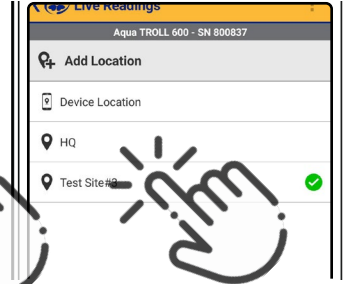 Live Readings
Aqua TROLL 600 - SN 800837
Add Location
Device Location
HQ
Test Site#3